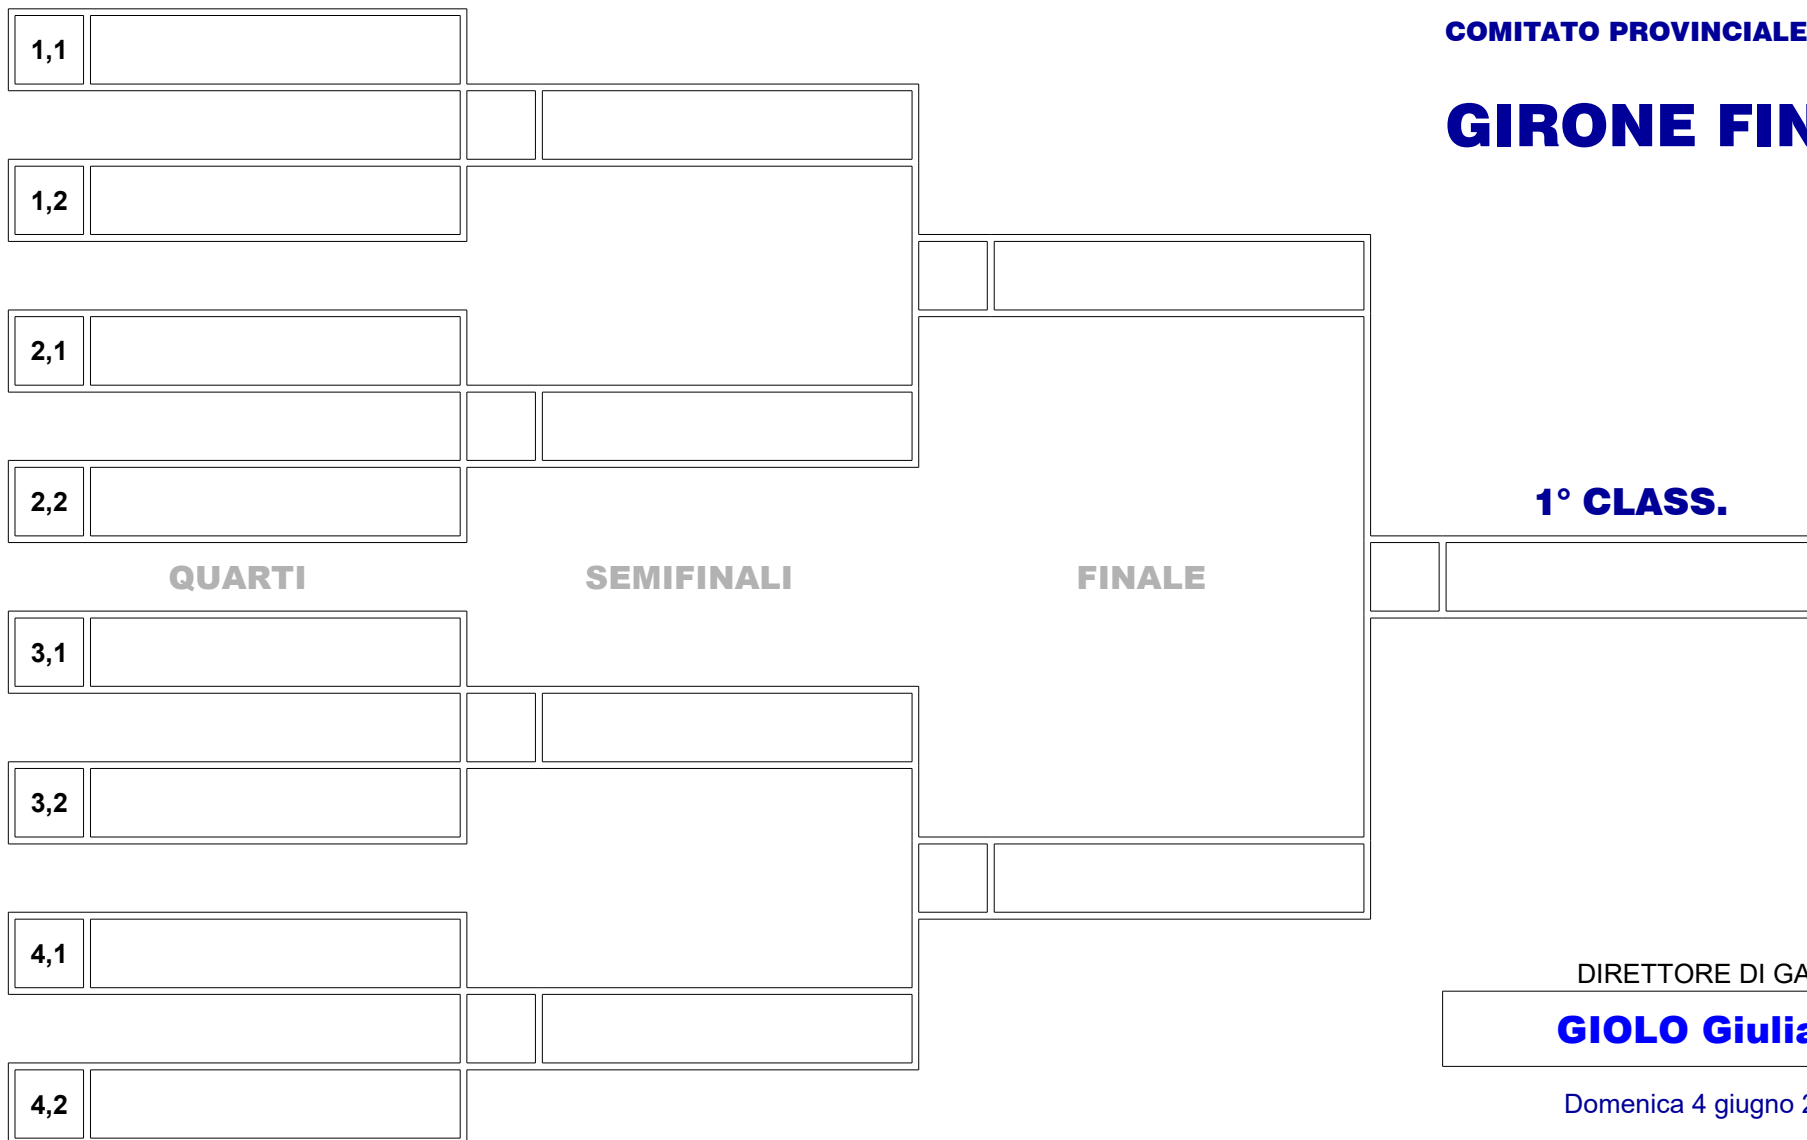 COMITATO PROVINCIALE
GIRONE FIN
1,1
1,2
2,1
2,2
1° CLASS.
QUARTI SEMIFINALI FINALE
3,1
3,2
4,1
4,2
DIRETTORE DI GA
GIOLO Giulia
Domenica 4 giugno 2